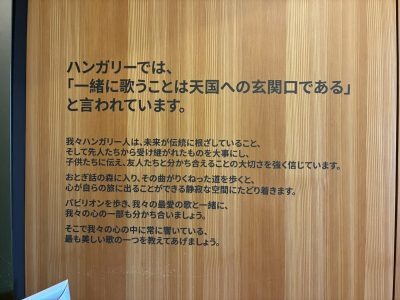 ハンガリーでは、
「一緒に歌うことは天国への玄関口である」
と言われています。
我々ハンガリー人は、未来が伝統に根ざしていること、
そして先人たちから受け継がれたものを大事にし、
子供たちに伝え、友人たちと分かち合えることの大切さを強く信じています。
おとぎ話の森に入り、その曲がりくねった道を歩くと、
心が自らの旅に出ることができる静寂な空間にたどり着きます。
パビリオンを歩き、我々の最愛の歌と一緒に、
我々の心の一部も分かち合いましょう。
そこで我々の心の中に常に響いている、
最も美しい歌の一つを教えてあげましょう。